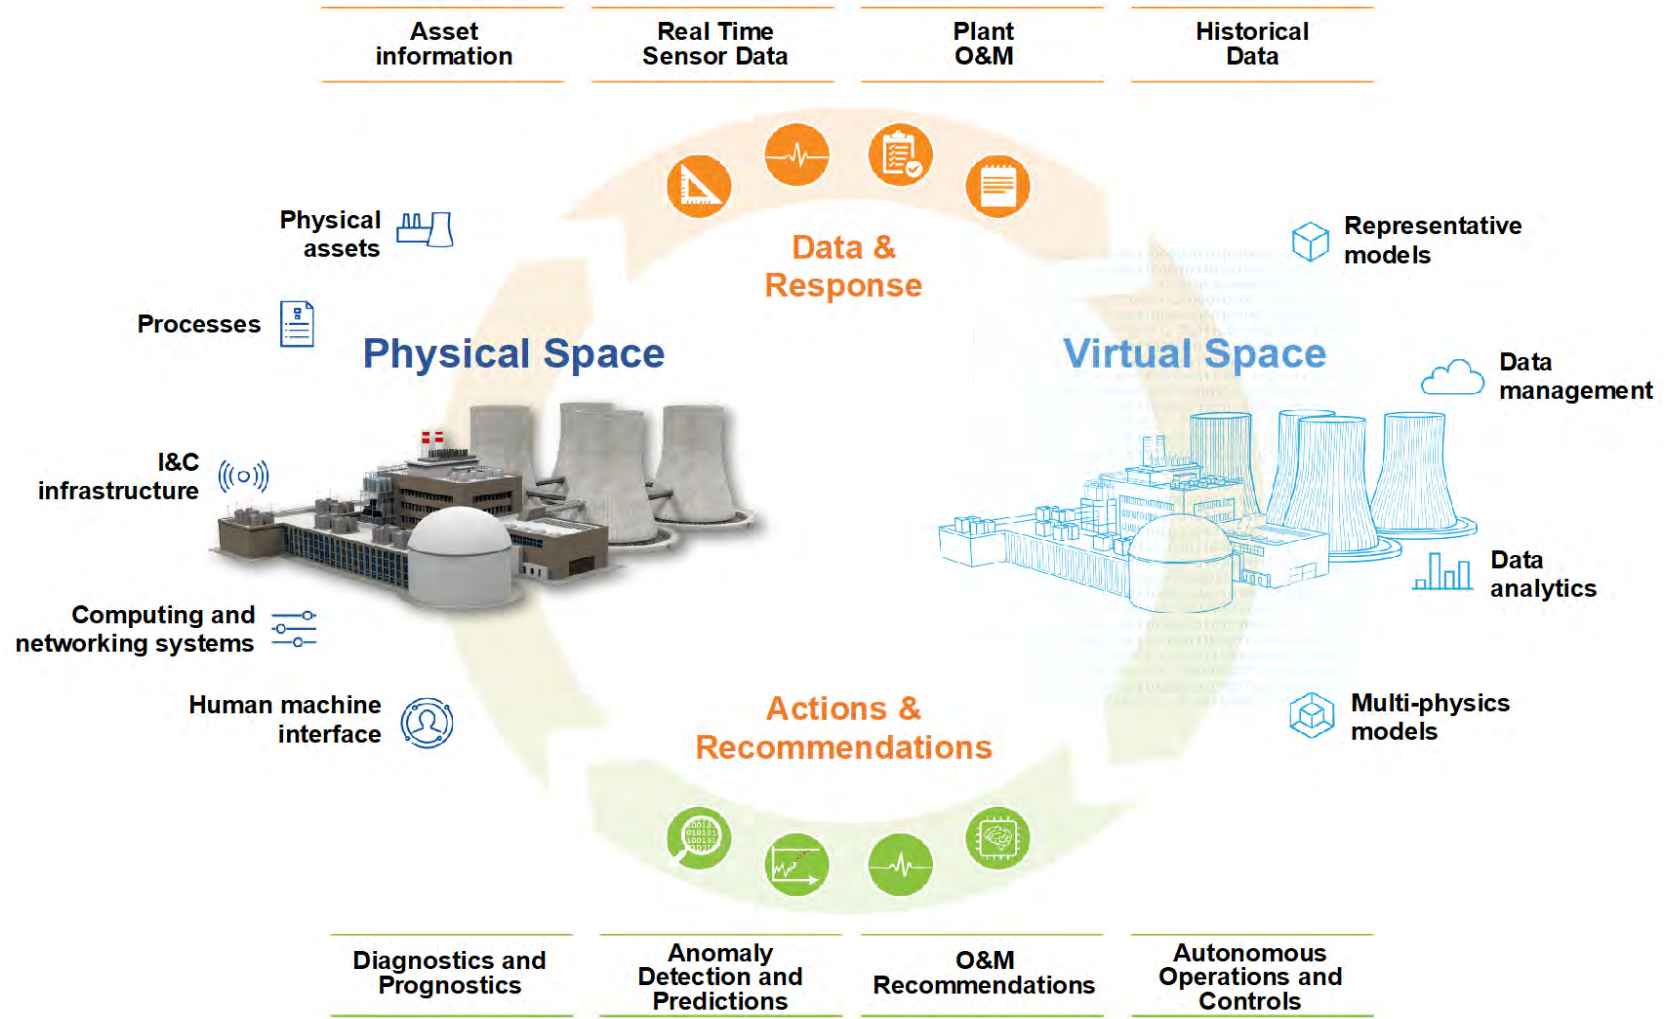 Asset
information
Real Time
Sensor Data
Plant
O&M
Historical
Data
Data &
Response
Physical
assets
Processes
Physical Space
I&C
infrastructure
Computing and
networking systems
Human machine
interface
Virtual Space
Representative
models
Data
management
Data
analytics
Multi-physics
models
Actions &
Recommendations
Diagnostics and
Prognostics
Anomaly
Detection and
Predictions
O&M
Recommendations
Autonomous
Operations and
Controls